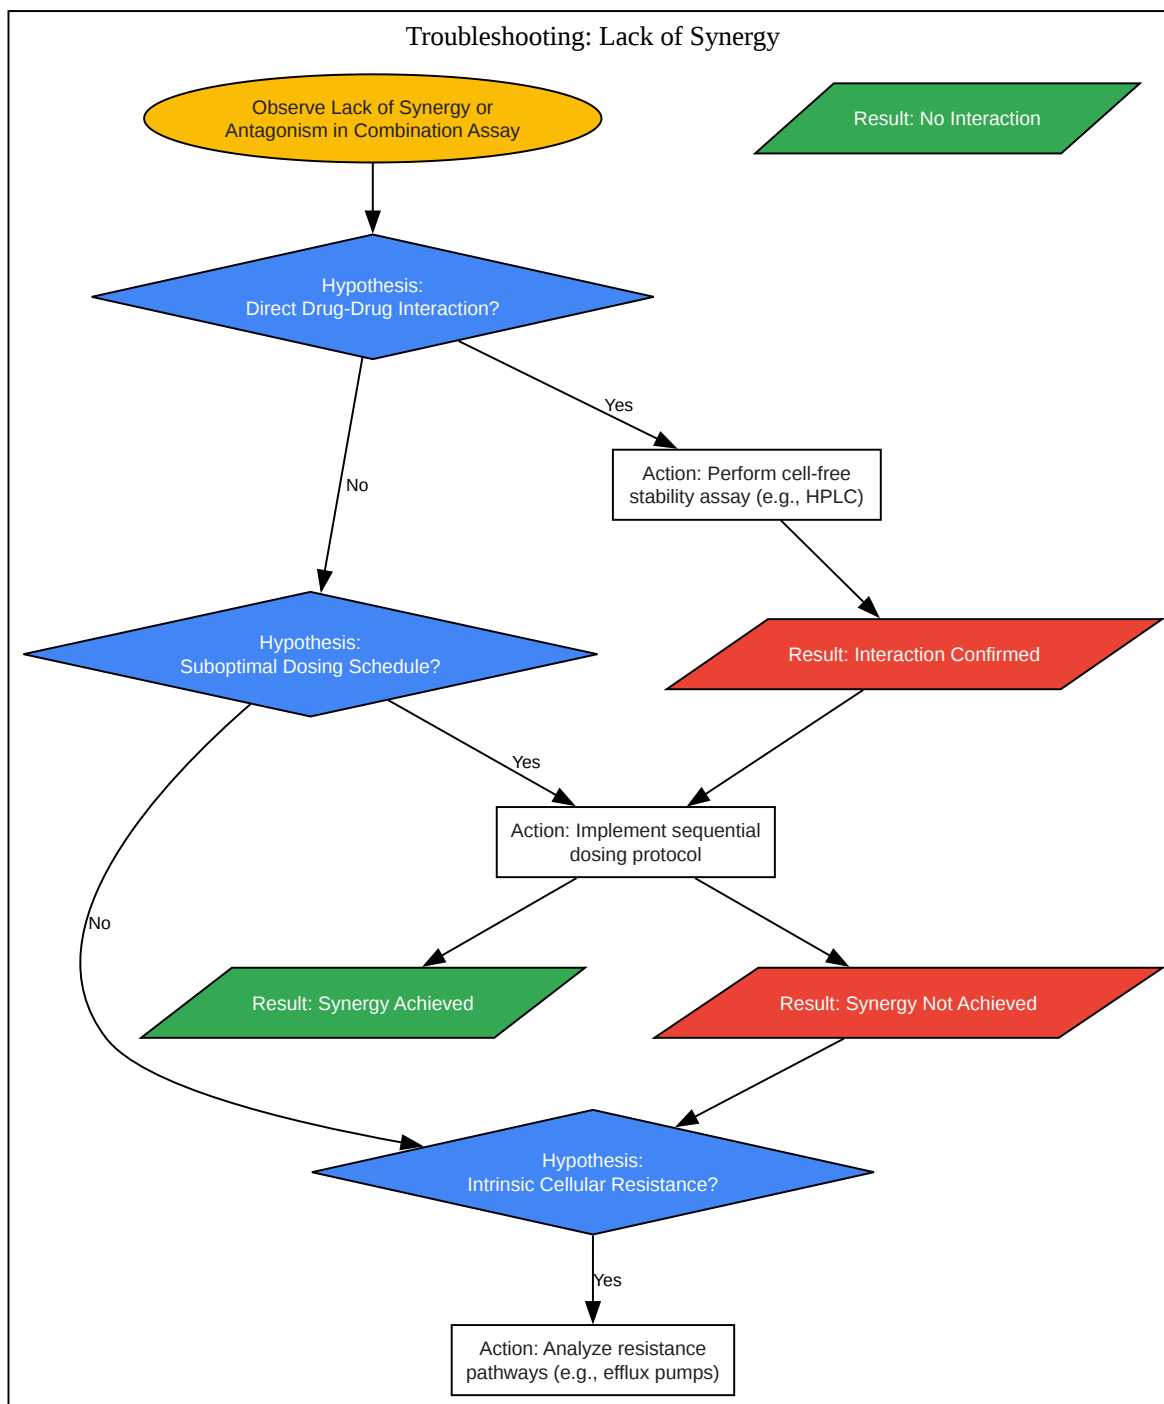 Troubleshooting: Lack of Synergy
Observe Lack of Synergy or
Antagonism in Combination Assay
Result: No Interaction
Hypothesis:
Direct Drug-Drug Interaction?
Yes
Action: Perform cell-free
stability assay (e.g., HPLC)
No
Hypothesis:
Suboptimal Dosing Schedule?
Result: Interaction Confirmed
Yes
Action: Implement sequential
dosing protocol
No
Result: Synergy Achieved
Result: Synergy Not Achieved
Hypothesis:
Intrinsic Cellular Resistance?
Yes
Action: Analyze resistance
pathways (e.g., efflux pumps)